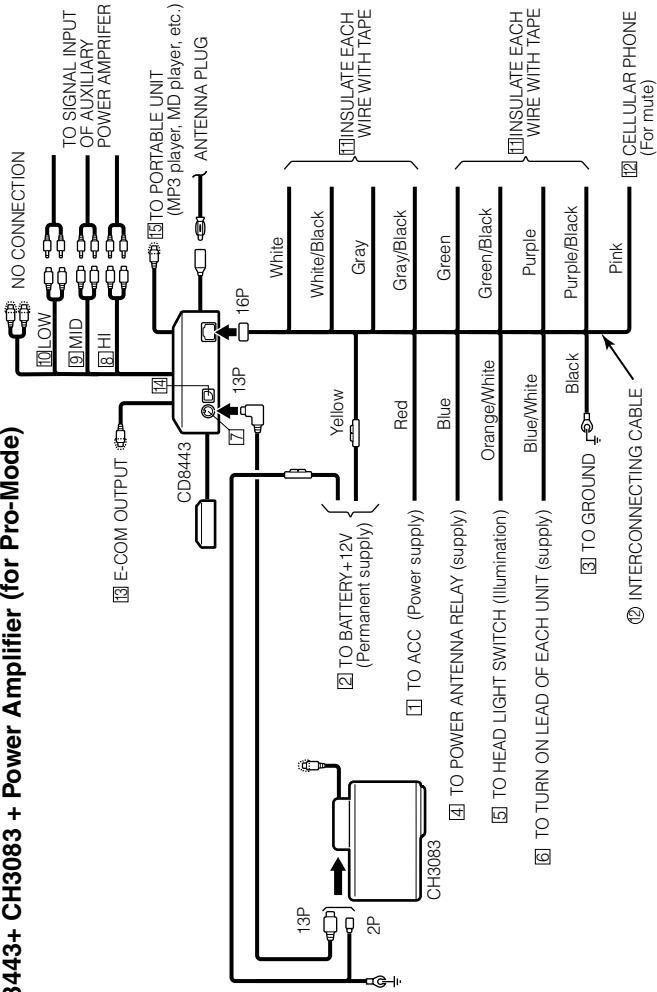 8443+ CH3083 + Power Amplifier (for Pro-Mode)
NO CONNECTION
10 LOW
9 MID
8 HI
TO SIGNAL INPUT
OF AUXILIARY
POWER AMPRIFER
15 TO PORTABLE UNIT
(MP3 player, MD player, etc.)
ANTENNA PLUG
13 E-COM OUTPUT
14
CD8443
7
13P
16P
White
White/Black
Gray
Gray/Black
11 INSULATE EACH
WIRE WITH TAPE
Green
Green/Black
Purple
Purple/Black
11 INSULATE EACH
WIRE WITH TAPE
Pink
12 CELLULAR PHONE
(For mute)
Yellow
2 TO BATTERY+12V
(Permanent supply)
Red
1 TO ACC (Power supply)
Blue
4 TO POWER ANTENNA RELAY (supply)
Orange/White
5 TO HEAD LIGHT SWITCH (Illumination)
Blue/White
6 TO TURN ON LEAD OF EACH UNIT (supply)
Black
3 TO GROUND
⑫ INTERCONNECTING CABLE
CH3083
13P
2P